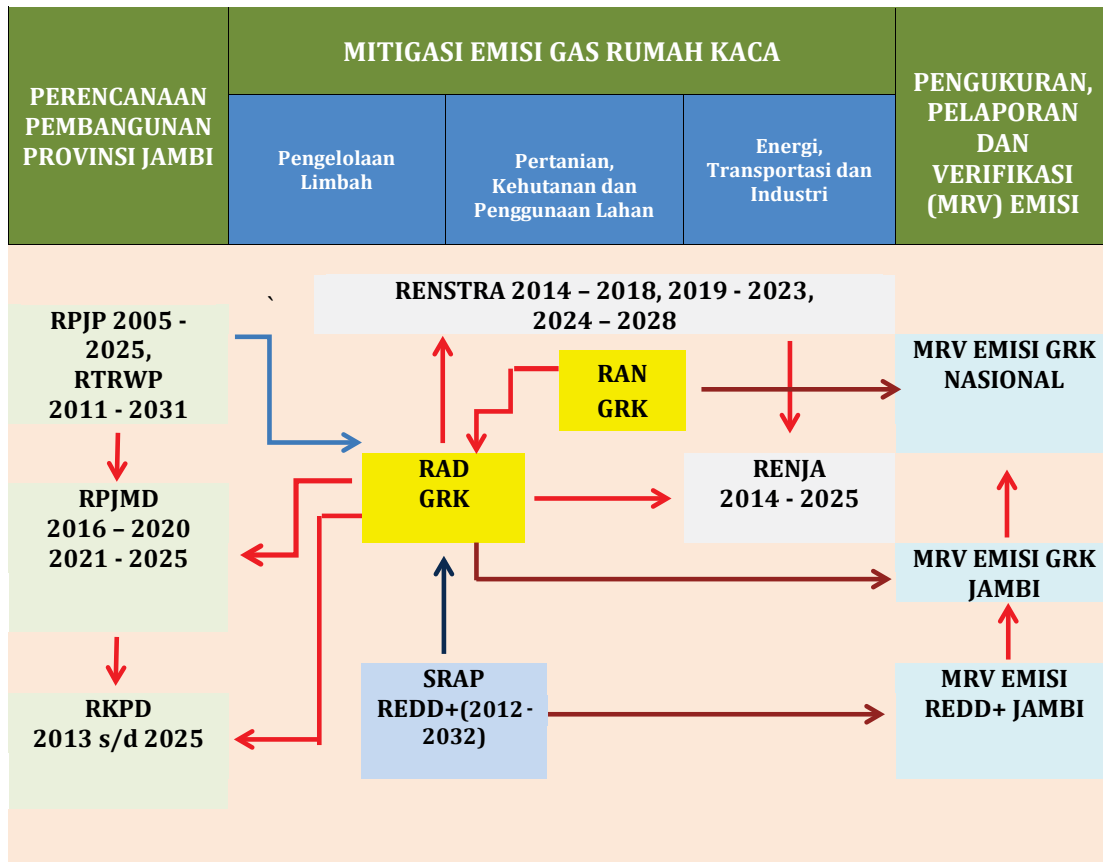 PERENCANAAN
PEMBANGUNAN
PROVINSI JAMBI
MITIGASI EMISI GAS RUMAH KACA
Pengelolaan
Limbah
Pertanian,
Kehutanan dan
Penggunaan Lahan
Energi,
Transportasi dan
Industri
PENGUKURAN,
PELAPORAN
DAN
VERIFIKASI
(MRV) EMISI
`
RPJP 2005 -
2025,
RTRWP
2011 - 2031
RENSTRA 2014 – 2018, 2019 - 2023,
2024 – 2028
RAN
GRK
MRV EMISI GRK
NASIONAL
RPJMD
2016 – 2020
2021 - 2025
RAD
GRK
RENJA
2014 - 2025
MRV EMISI GRK
JAMBI
RKPD
2013 s/d 2025
SRAP
REDD+(2012 -
2032)
MRV EMISI
REDD+ JAMBI